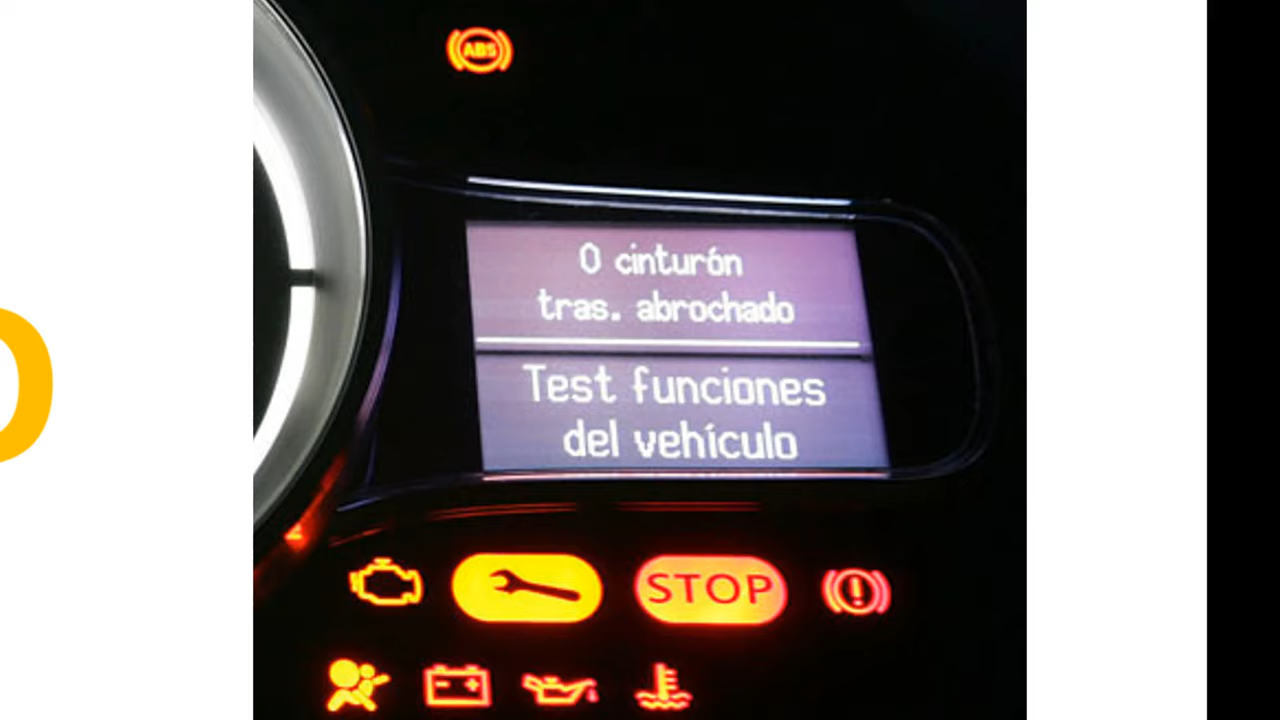 ABS
0 cinturón
tras. abrochado
Test funciones
del vehículo
STOP